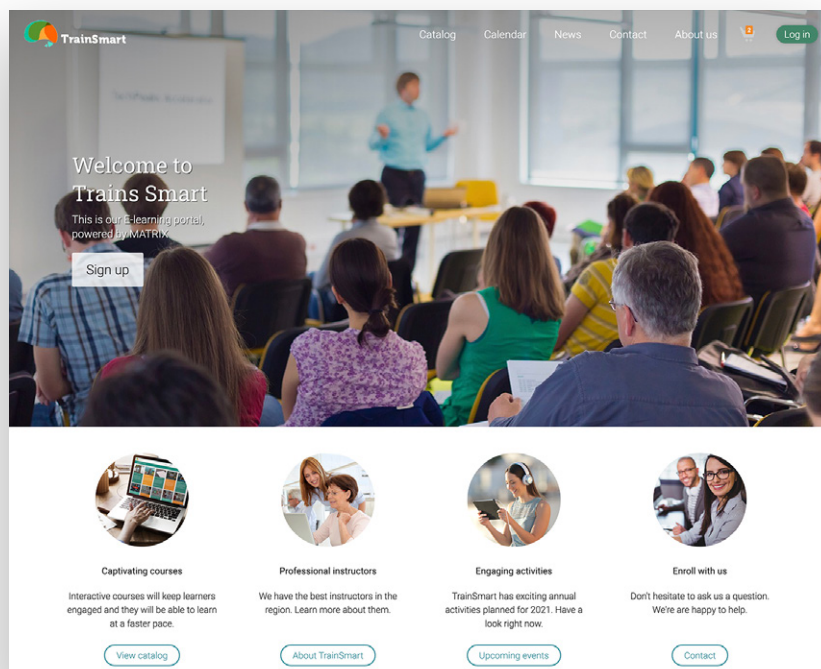 TrainSmart
Catalog Calendar News Contact About us 2 Log in
Welcome to
Trains Smart
This is our E-learning portal,
powered by MATRIX
Sign up
Captivating courses
Interactive courses will keep learners
engaged and they will be able to learn
at a faster pace.
View catalog
Professional instructors
We have the best instructors in the
region. Learn more about them.
About TrainSmart
Engaging activities
TrainSmart has exciting annual
activities planned for 2021. Have a
look right now.
Upcoming events
Enroll with us
Don't hesitate to ask us a question.
We're are happy to help.
Contact